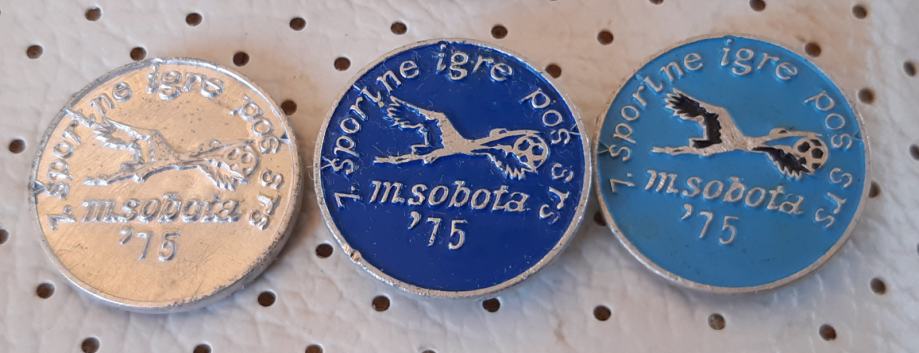 7. športne igre poš srs
m.sobota
'75
7. športne igre poš srs
m.sobota
'75
7. športne igre poš srs
m.sobota
'75